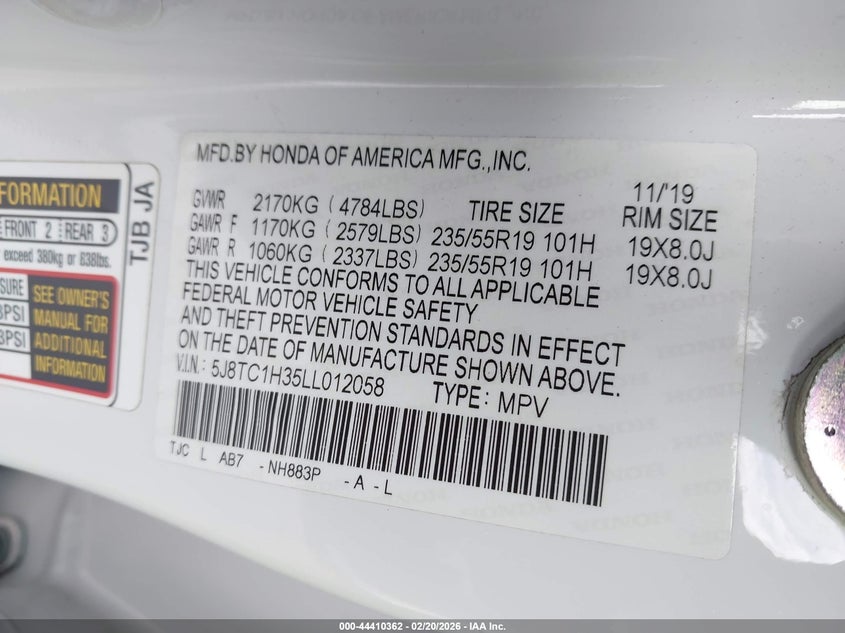 FORMATION
FRONT 2 REAR 3
exceed 380kg or 838lbs.
TJB JA
SURE
3PSI
3PSI
SEE OWNER'S
MANUAL FOR
ADDITIONAL
INFORMATION
MFD.BY HONDA OF AMERICA MFG.,INC.
11/'19
GVWR 2170KG (4784LBS) TIRE SIZE RIM SIZE
GAWR F 1170KG (2579LBS) 235/55R19 101H 19X8.0J
GAWR R 1060KG (2337LBS) 235/55R19 101H 19X8.0J
THIS VEHICLE CONFORMS TO ALL APPLICABLE
FEDERAL MOTOR VEHICLE SAFETY
AND THEFT PREVENTION STANDARDS IN EFFECT
ON THE DATE OF MANUFACTURE SHOWN ABOVE.
V.I.N.: 5J8TC1H35LL012058 TYPE: MPV
TJC L AB7 -NH883P -A -L
000-44410362 | 02/20/2026 - IAA Inc.